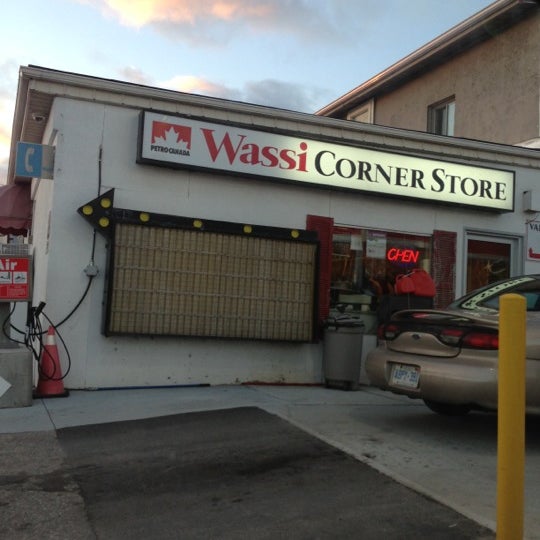 PETRO-CANADA
Wassi CORNER STORE
OPEN
Air